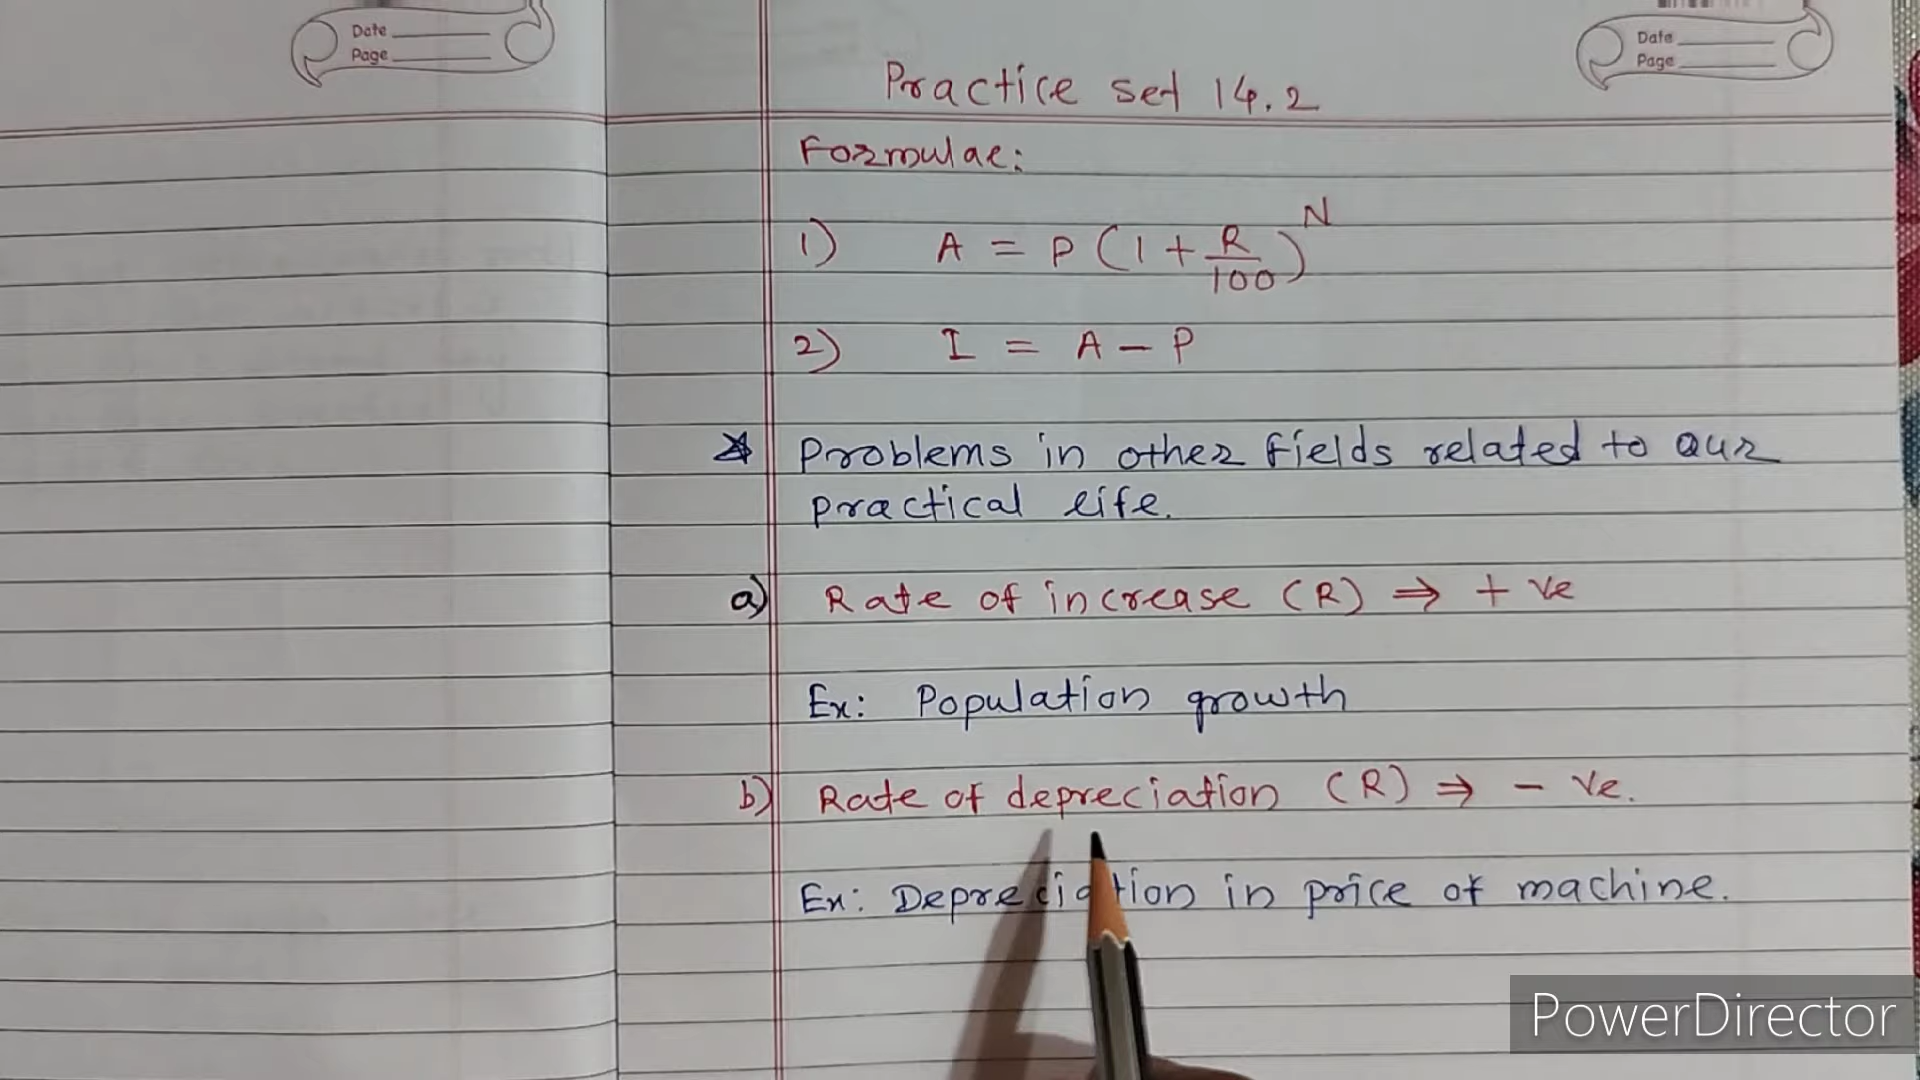 Date
Page
Date
Page
Practice set 14.2
Formulae:
1) A = P (1 + R/100)^N
2) I = A - P
Problems in other fields related to our
practical life.
a) Rate of increase (R) ⇒ + ve
Ex: Population growth
b) Rate of depreciation (R) ⇒ - ve.
Ex: Depreciation in price of machine.
PowerDirector